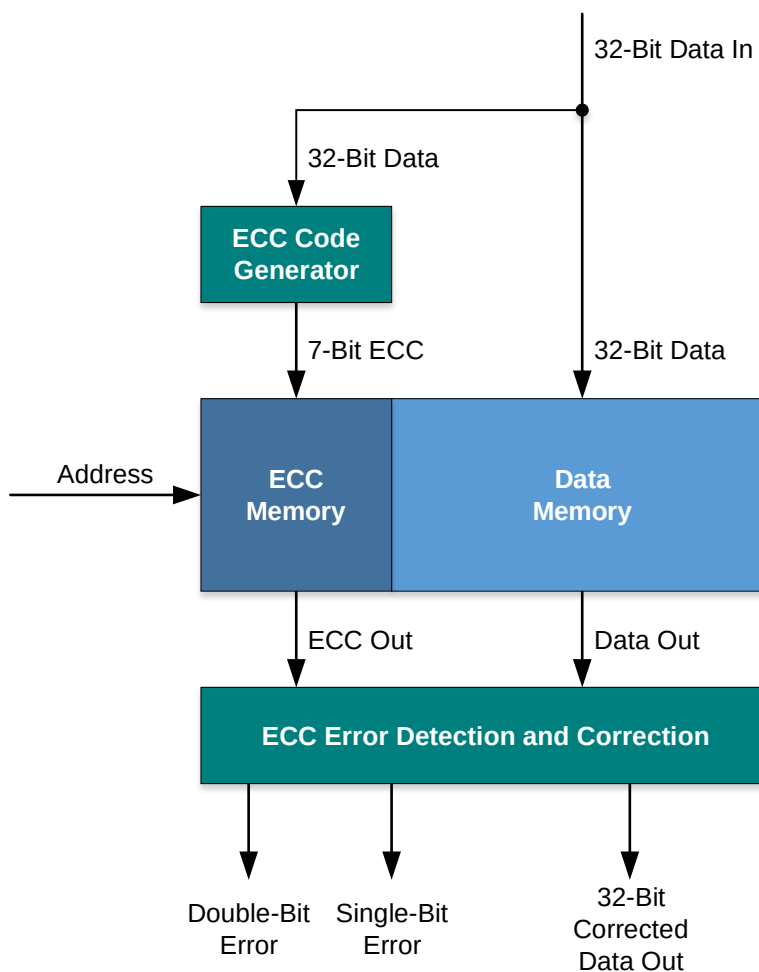 32-Bit Data In
32-Bit Data
ECC Code
Generator
7-Bit ECC
32-Bit Data
Address
ECC
Memory
Data
Memory
ECC Out
Data Out
ECC Error Detection and Correction
Double-Bit
Error
Single-Bit
Error
32-Bit
Corrected
Data Out